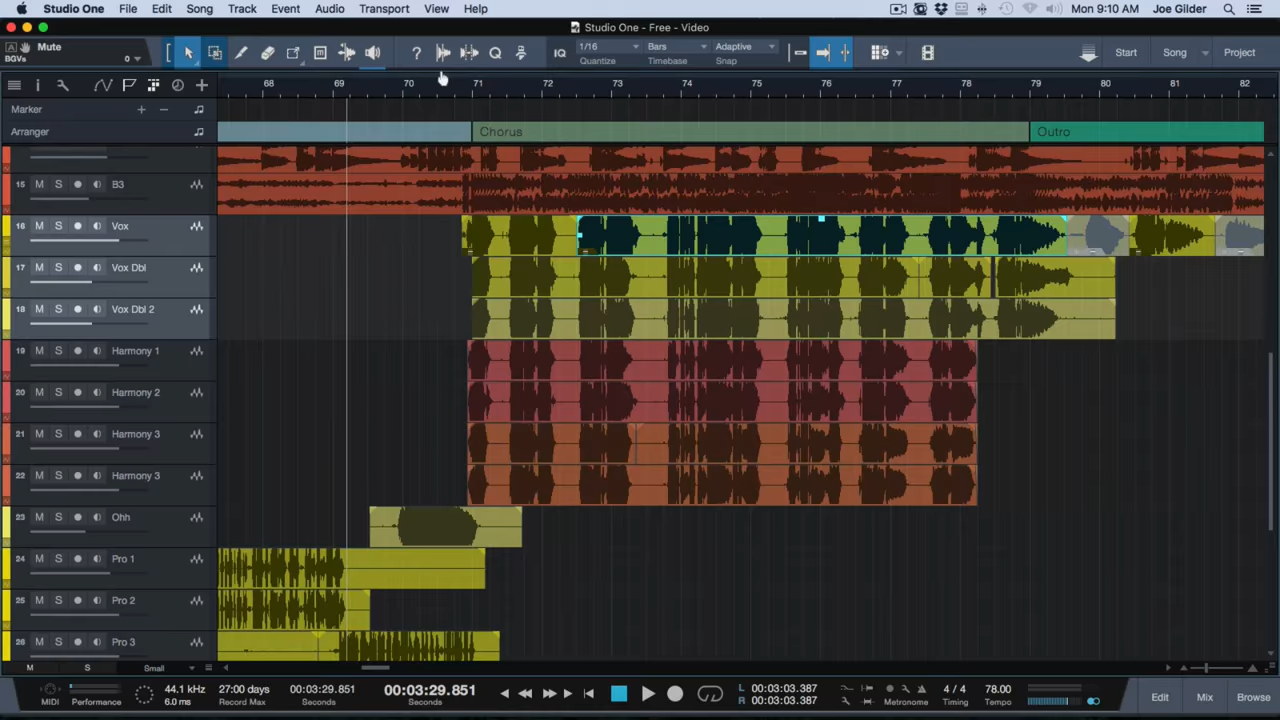 Studio One File Edit Song Track Event Audio Transport View Help Mon 9:10 AM Joe Gilder
Studio One - Free - Video
Mute
BGVs 0
IQ 1/16 Bars Adaptive Start Song Project
Quantize Timebase Snap
68 69 70 71 72 73 74 75 76 77 78 79 80 81 82
Marker
Arranger Chorus Outro
15 M S B3
16 M S Vox
17 M S Vox Dbl
18 M S Vox Dbl 2
19 M S Harmony 1
20 M S Harmony 2
21 M S Harmony 3
22 M S Harmony 3
23 M S Ohh
24 M S Pro 1
25 M S Pro 2
26 M S Pro 3
M S Small
44.1 kHz 27:00 days 00:03:29.851 00:03:29.851 L 00:03:03.387 4 / 4 78.00
MIDI Performance 6.0 ms Record Max Seconds Seconds R 00:03:03.387 Metronome Timing Tempo Edit Mix Browse